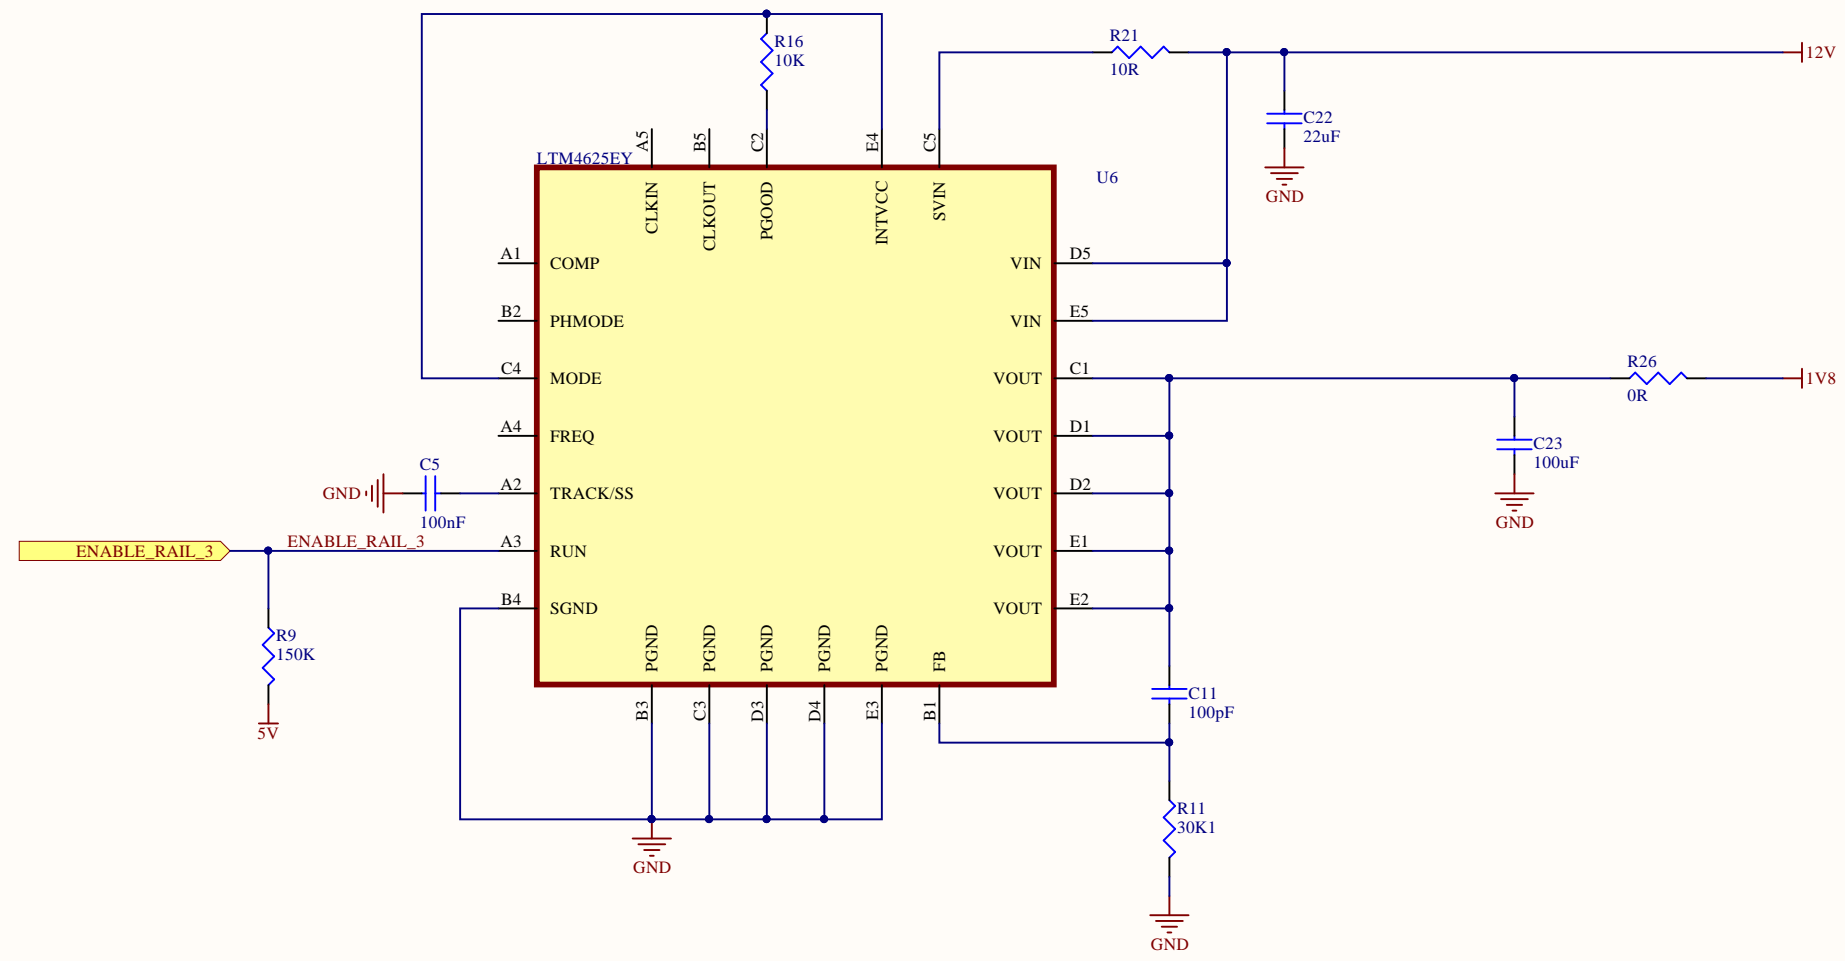 R16
10K
R21
10R
12V
C22
22uF
GND
A5
B5
C2
E4
C5
LTM4625EY
U6
CLKIN
CLKOUT
PGOOD
INTVCC
SVIN
A1
COMP
VIN
D5
B2
PHMODE
VIN
E5
C4
MODE
VOUT
C1
R26
0R
1V8
A4
FREQ
VOUT
D1
C23
100uF
GND
C5
GND
100nF
A2
TRACK/SS
VOUT
D2
ENABLE_RAIL_3
ENABLE_RAIL_3
A3
RUN
VOUT
E1
B4
SGND
VOUT
E2
R9
150K
5V
PGND
PGND
PGND
PGND
PGND
FB
B3
C3
D3
D4
E3
B1
C11
100pF
R11
30K1
GND
GND